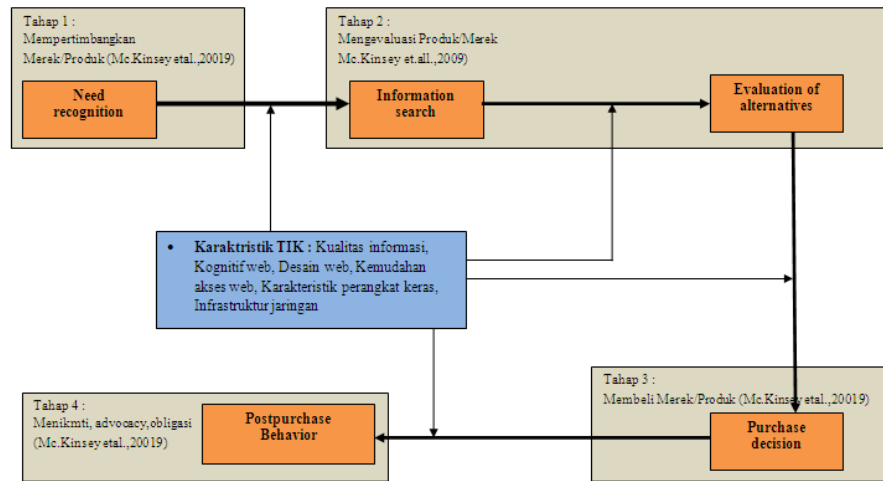 Tahap 1 :
Mempertimbangkan
Merek/Produk (Mc.Kinsey etal.,20019)
Need
recognition
Tahap 2 :
Mengevaluasi Produk/Merek
Mc.Kinsey et.all., 2009)
Information
search
Evaluation of
alternatives
• Karaktristik TIK : Kualitas informasi,
Kognitif web, Desain web, Kemudahan
akses web, Karakteristik perangkat keras,
Infrastruktur jaringan
Tahap 4 :
Menikmti, advocacy,obligasi
(Mc.Kinsey etal.,20019)
Postpurchase
Behavior
Tahap 3 :
Membeli Merek/Produk (Mc.Kinsey etal.,20019)
Purchase
decision